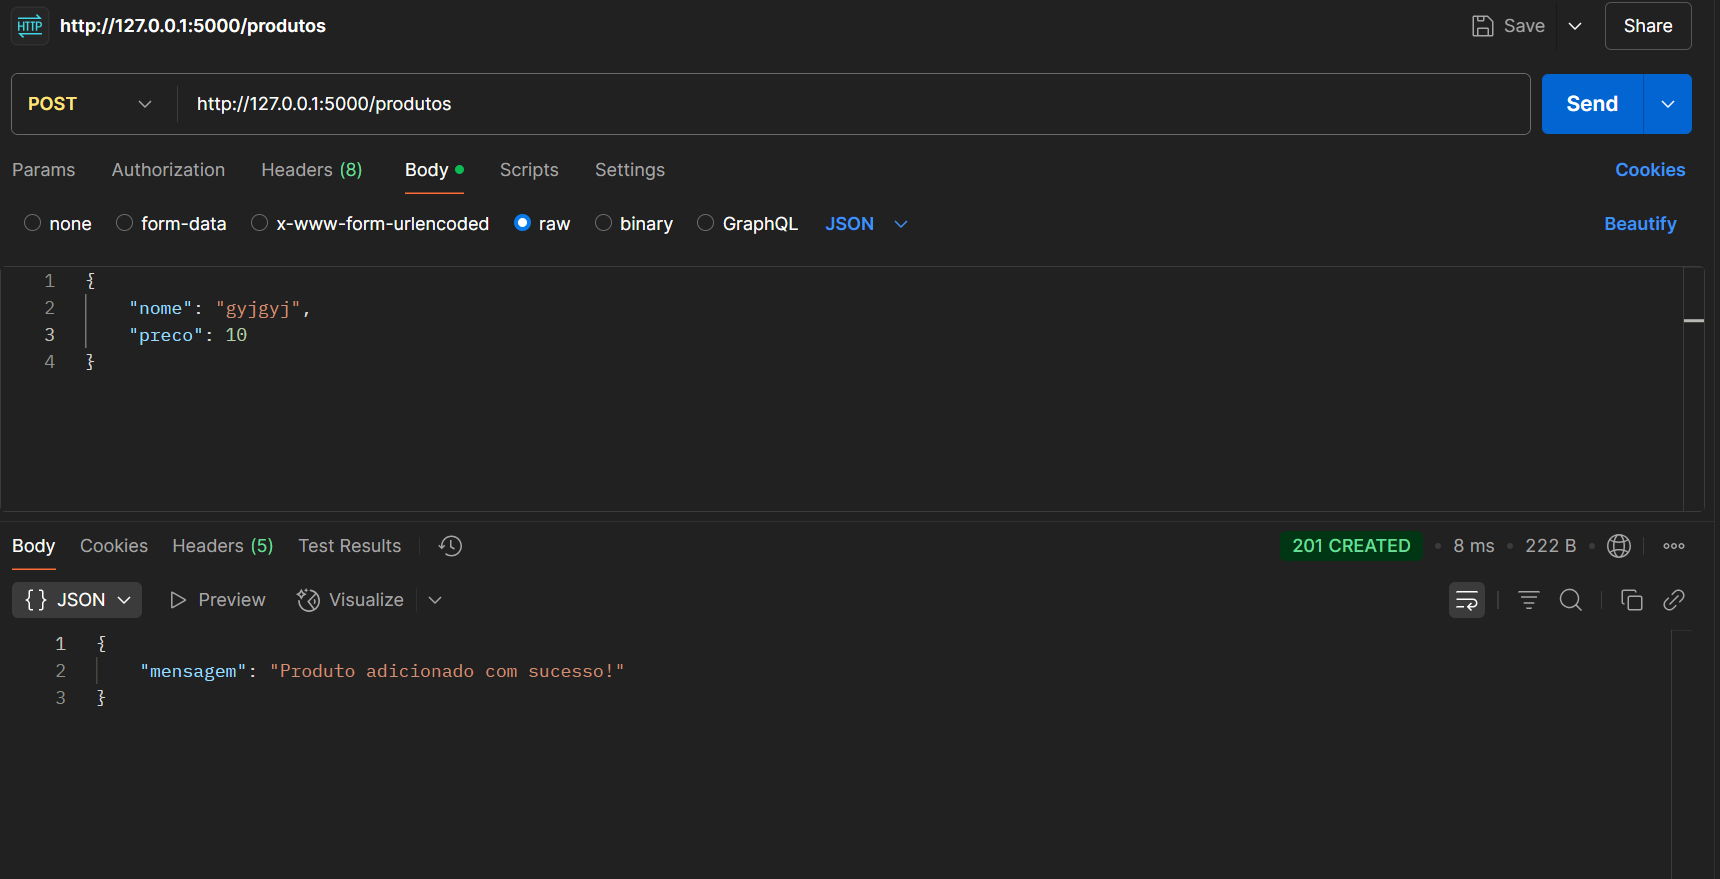 HTTP http://127.0.0.1:5000/produtos Save Share
POST http://127.0.0.1:5000/produtos Send
Params Authorization Headers (8) Body Scripts Settings Cookies
none form-data x-www-form-urlencoded raw binary GraphQL JSON Beautify
1 {
2 "nome": "gyjgyj",
3 "preco": 10
4 }
Body Cookies Headers (5) Test Results 201 CREATED 8 ms 222 B
{} JSON Preview Visualize
1 {
2 "mensagem": "Produto adicionado com sucesso!"
3 }